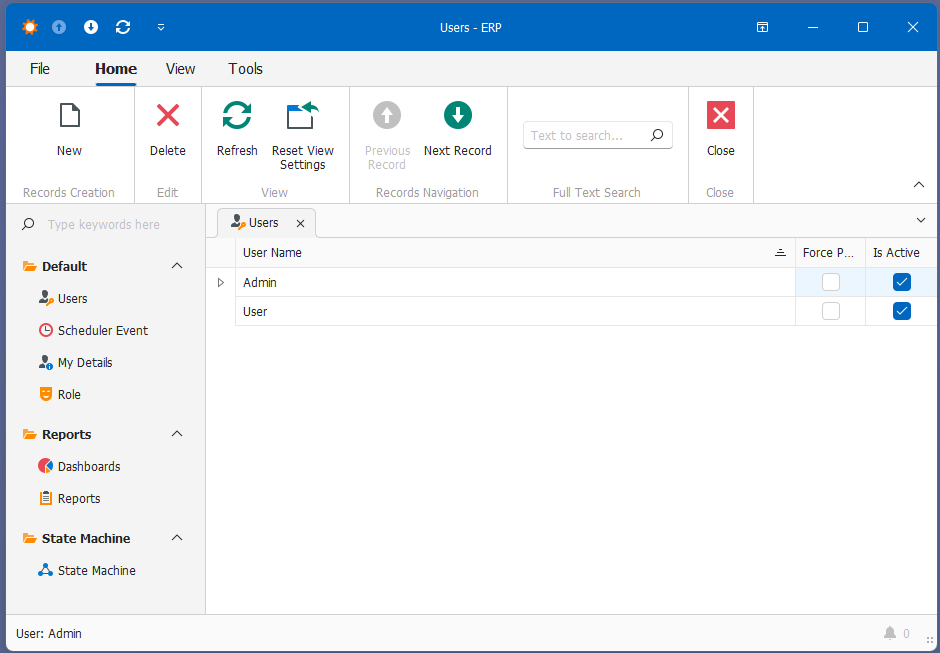 Users - ERP
File Home View Tools
New
Delete
Refresh
Reset View
Settings
Previous
Record
Next Record
Text to search...
Close
Records Creation
Edit
View
Records Navigation
Full Text Search
Close
Type keywords here
Default
Users
Scheduler Event
My Details
Role
Reports
Dashboards
Reports
State Machine
State Machine
Users
User Name Force P... Is Active
Admin
User
User: Admin
0